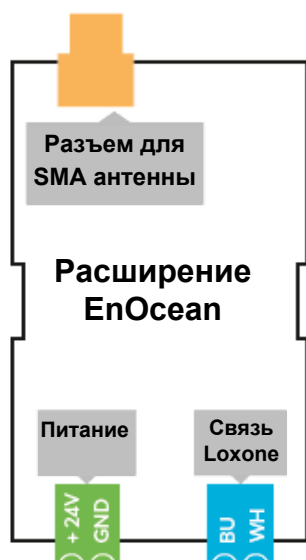 Разъем для
SMA антенны
Расширение
EnOcean
Питание
Связь
Loxone
+ 24V
GND
BU
WH